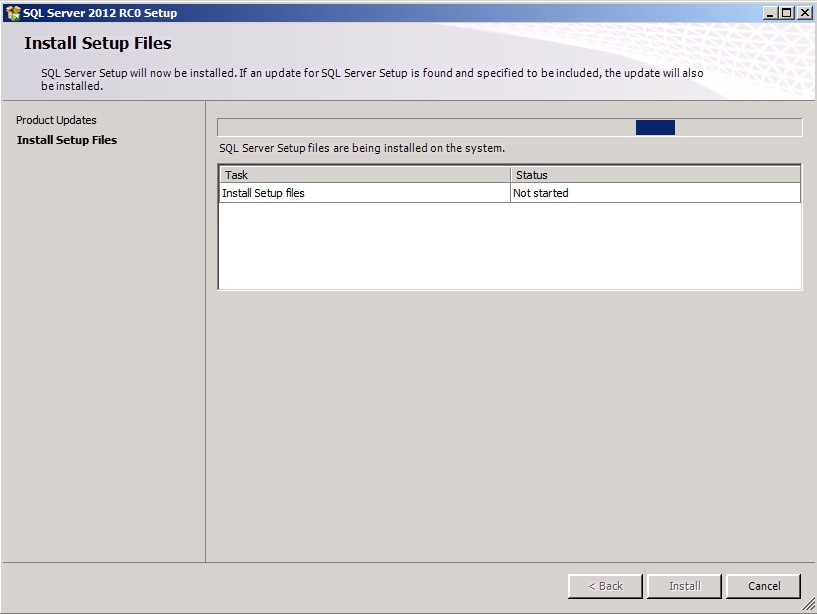 SQL Server 2012 RC0 Setup
Install Setup Files
SQL Server Setup will now be installed. If an update for SQL Server Setup is found and specified to be included, the update will also
be installed.
Product Updates
Install Setup Files
SQL Server Setup files are being installed on the system.
Task Status
Install Setup files Not started
< Back Install Cancel